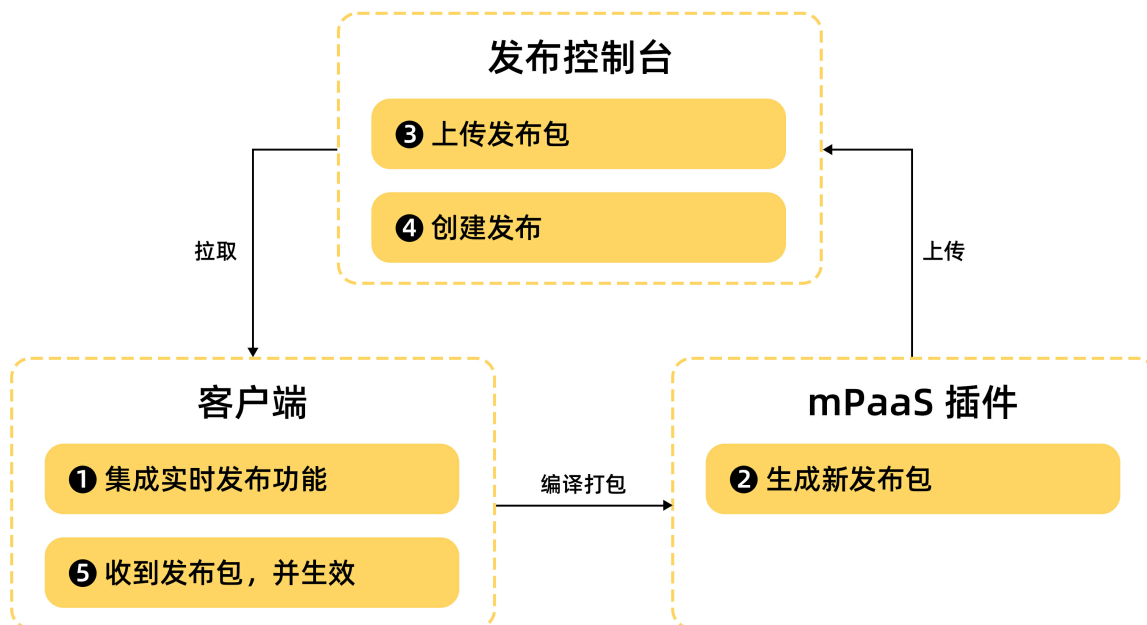 发布控制台
❸ 上传发布包
❹ 创建发布
拉取
上传
客户端
❶ 集成实时发布功能
❺ 收到发布包，并生效
编译打包
mPaaS 插件
❷ 生成新发布包